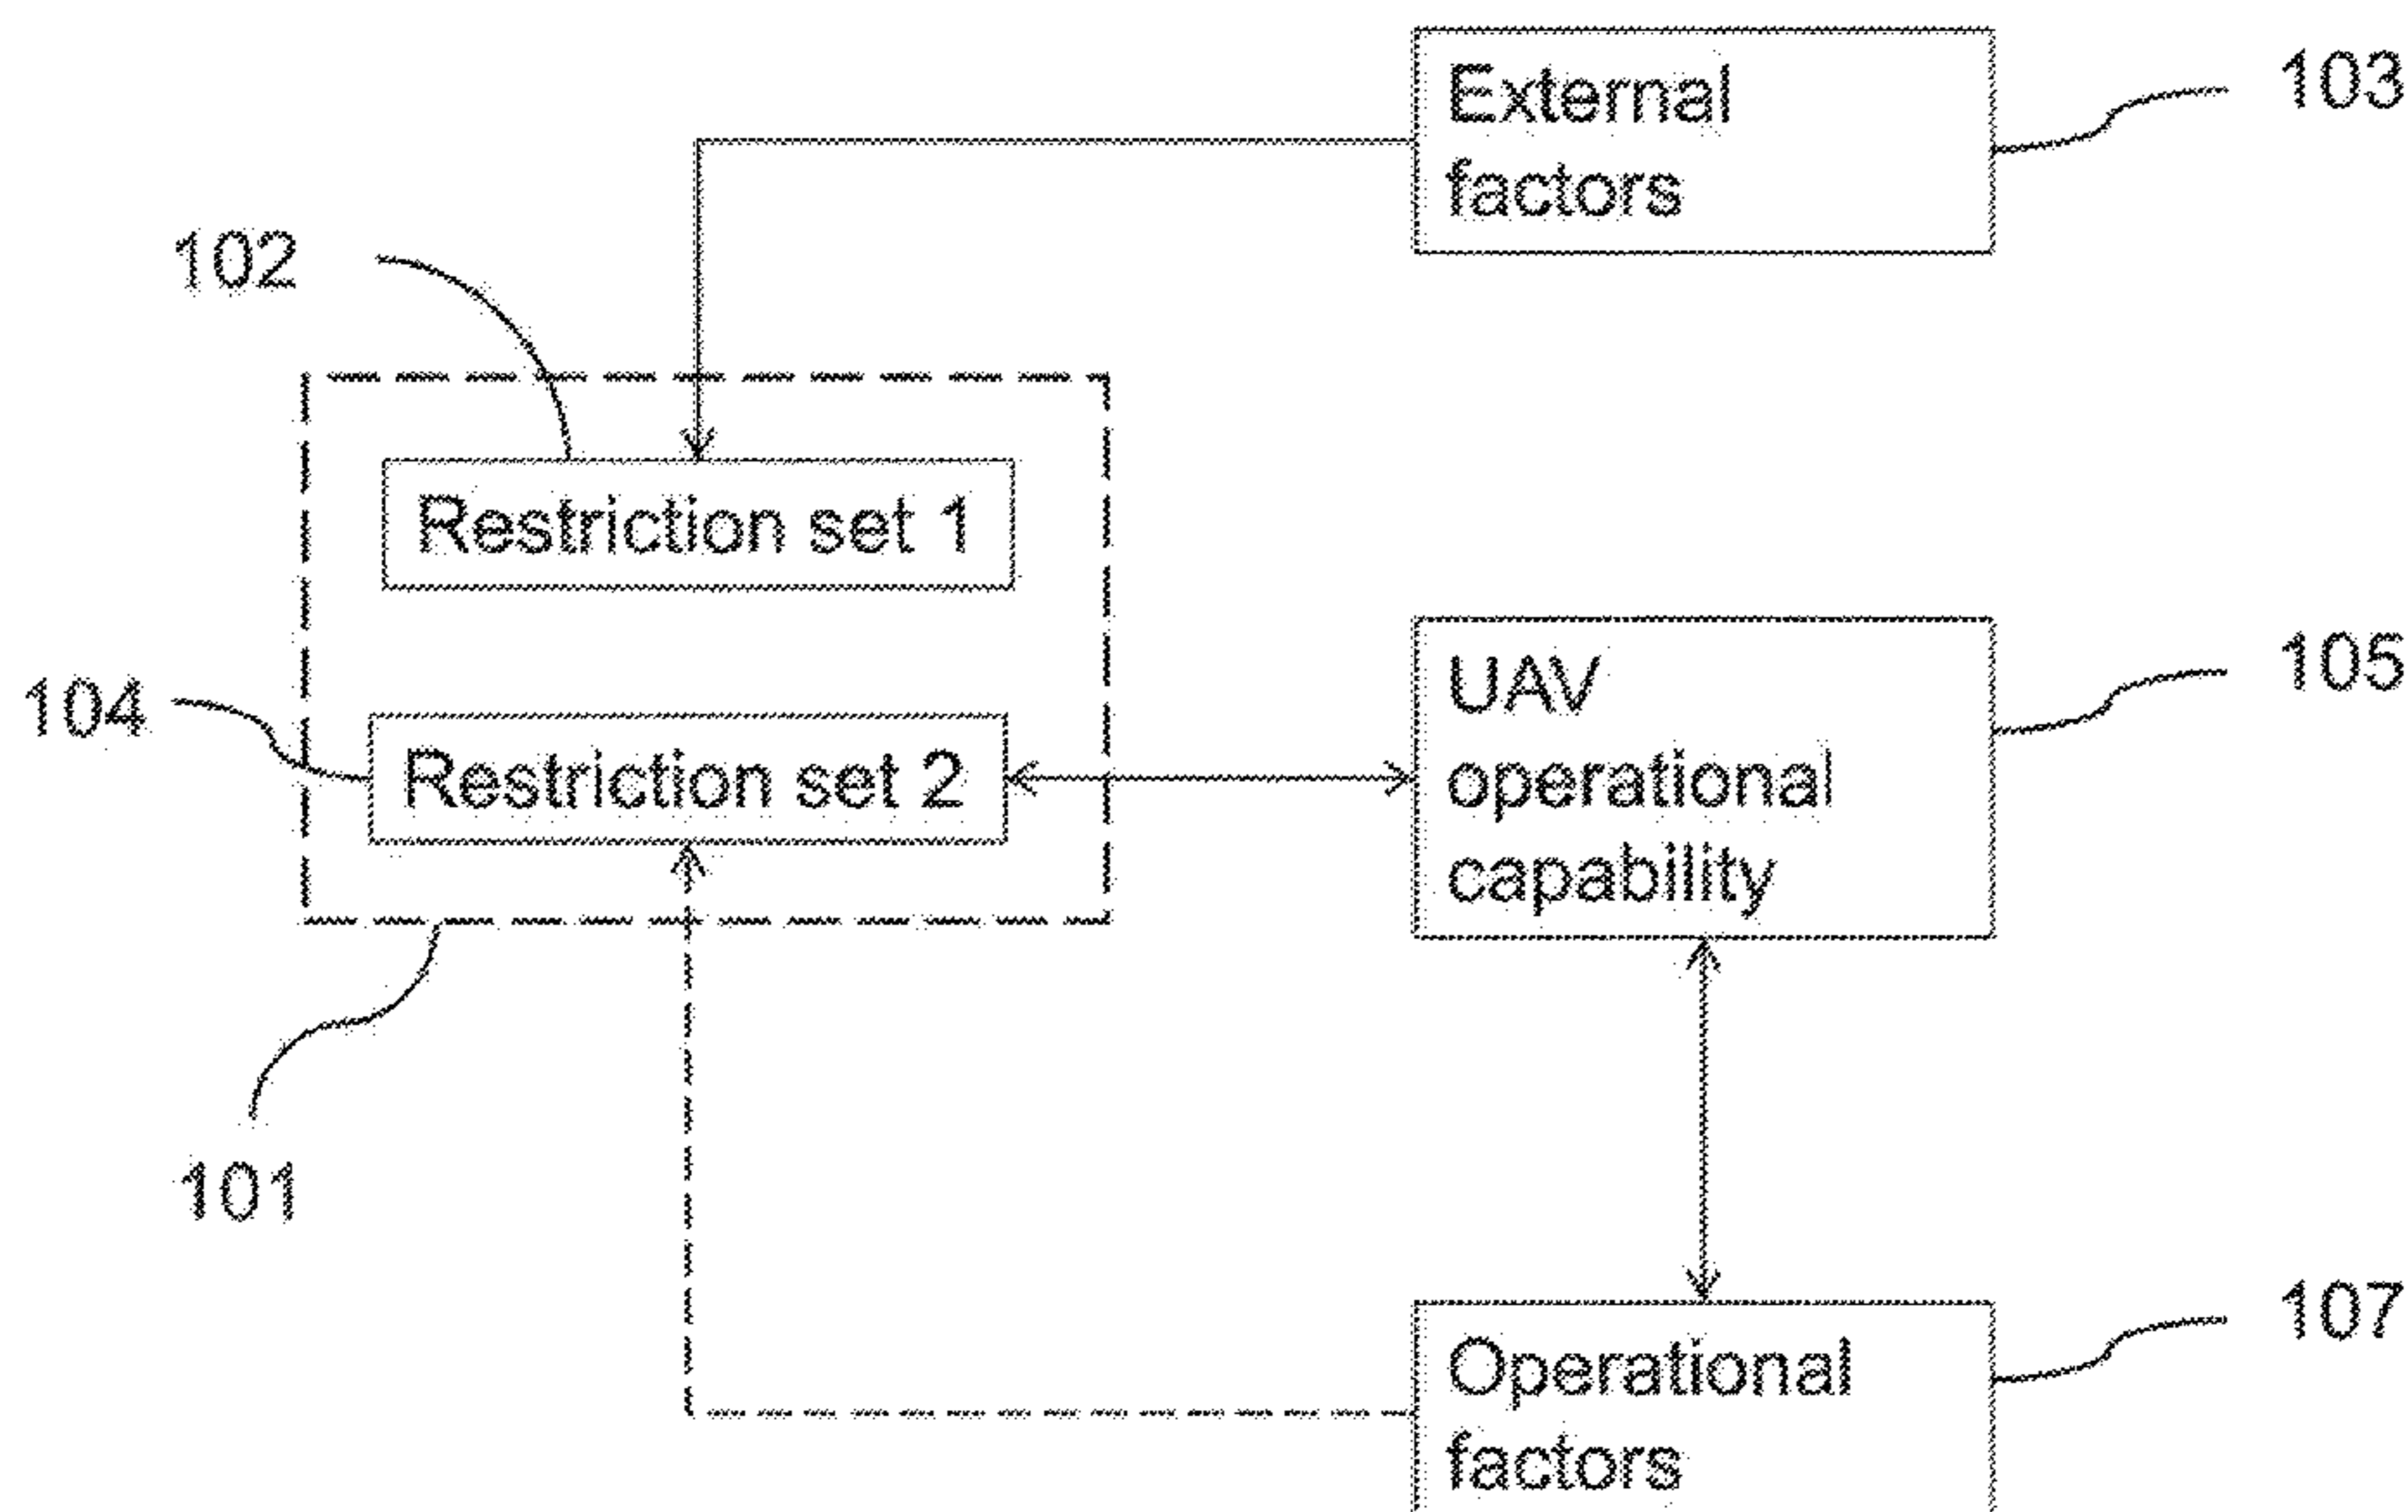 External
factors
103
102
Restriction set 1
UAV
operational
capability
105
104
Restriction set 2
101
Operational
factors
107